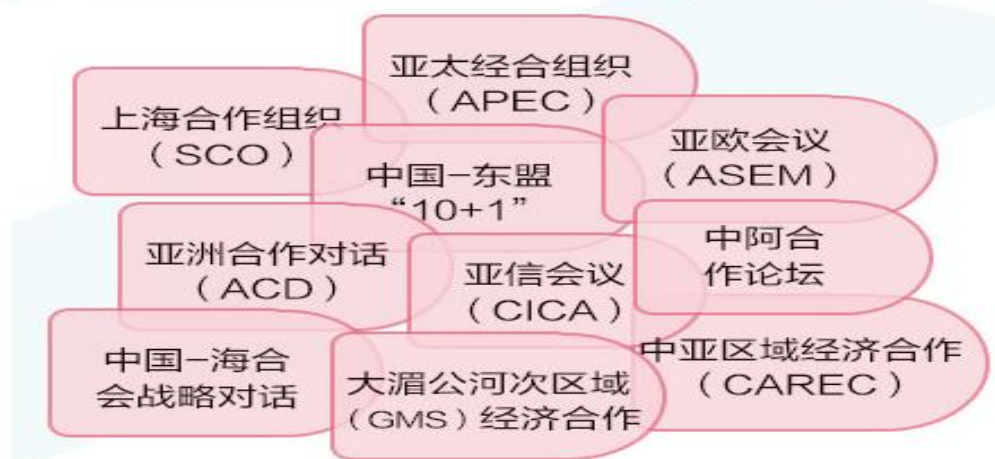 亚太经合组织
（APEC）
上海合作组织
（SCO）
亚欧会议
（ASEM）
中国-东盟
“10+1”
亚洲合作对话
（ACD）
亚信会议
（CICA）
中阿合
作论坛
中国-海合
会战略对话
大湄公河次区域
（GMS）经济合作
中亚区域经济合作
（CAREC）